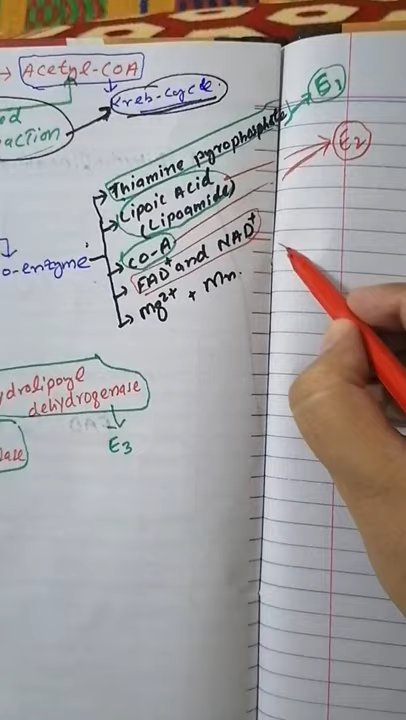 → Acetyl-COA
Kreb-Cycle.
action
Thiamine pyrophosphate
E1
Lipoic Acid
(Lipoamide)
E2
CO-A
FAD+ and NAD+
Mg2+ + Mn.
o-enzyme
ydrolipoyl
dehydrogenase
E3